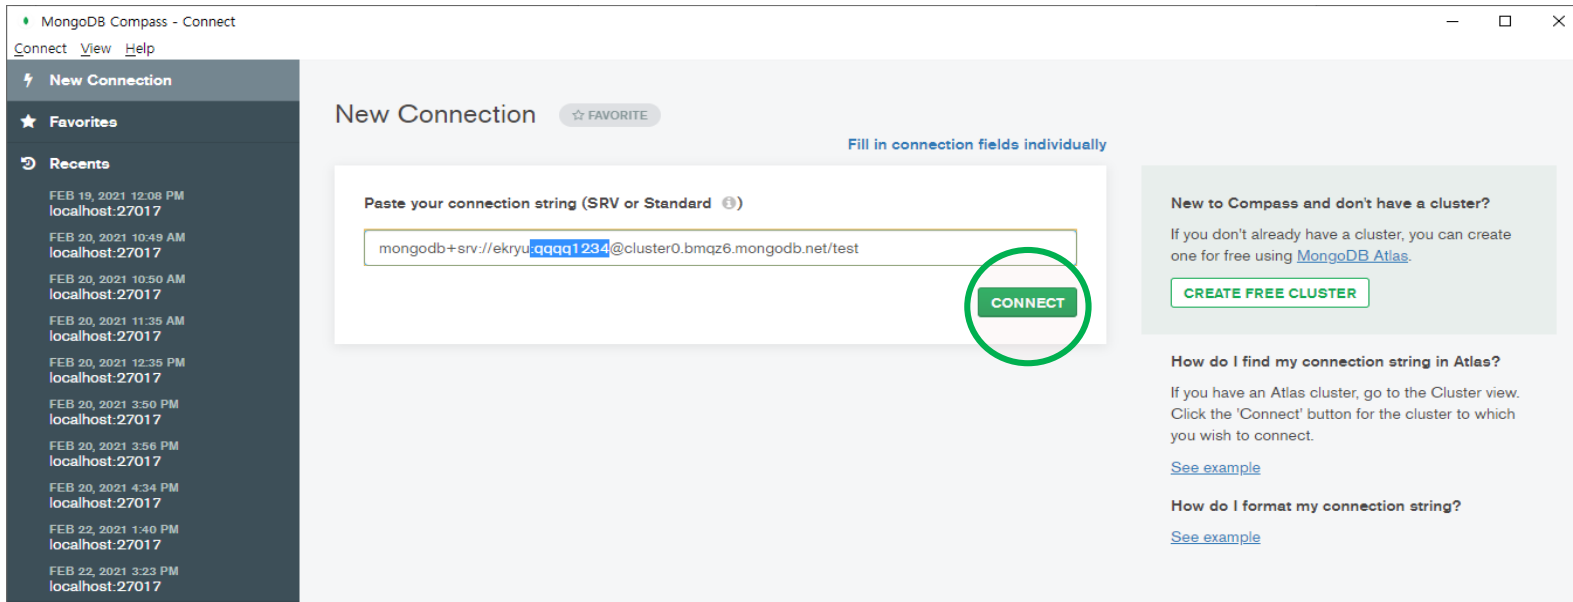 MongoDB Compass - Connect
Connect View Help
New Connection
Favorites
Recents
FEB 19, 2021 12:08 PM
localhost:27017
FEB 20, 2021 10:49 AM
localhost:27017
FEB 20, 2021 10:50 AM
localhost:27017
FEB 20, 2021 11:35 AM
localhost:27017
FEB 20, 2021 12:35 PM
localhost:27017
FEB 20, 2021 3:50 PM
localhost:27017
FEB 20, 2021 3:56 PM
localhost:27017
FEB 20, 2021 4:34 PM
localhost:27017
FEB 22, 2021 1:40 PM
localhost:27017
FEB 22, 2021 3:23 PM
localhost:27017
New Connection
FAVORITE
Fill in connection fields individually
Paste your connection string (SRV or Standard )
mongodb+srv://ekryu:qqqq1234@cluster0.bmqz6.mongodb.net/test
CONNECT
New to Compass and don't have a cluster?
If you don't already have a cluster, you can create
one for free using MongoDB Atlas.
CREATE FREE CLUSTER
How do I find my connection string in Atlas?
If you have an Atlas cluster, go to the Cluster view.
Click the 'Connect' button for the cluster to which
you wish to connect.
See example
How do I format my connection string?
See example